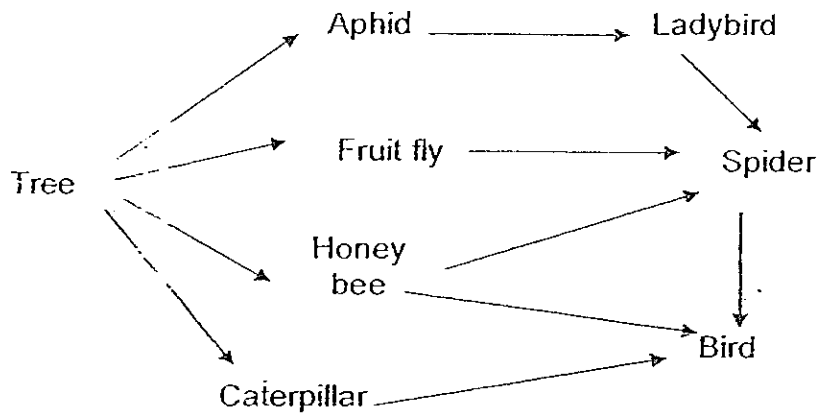 Aphid
Ladybird
Fruit fly
Spider
Tree
Honey
bee
Bird
Caterpillar